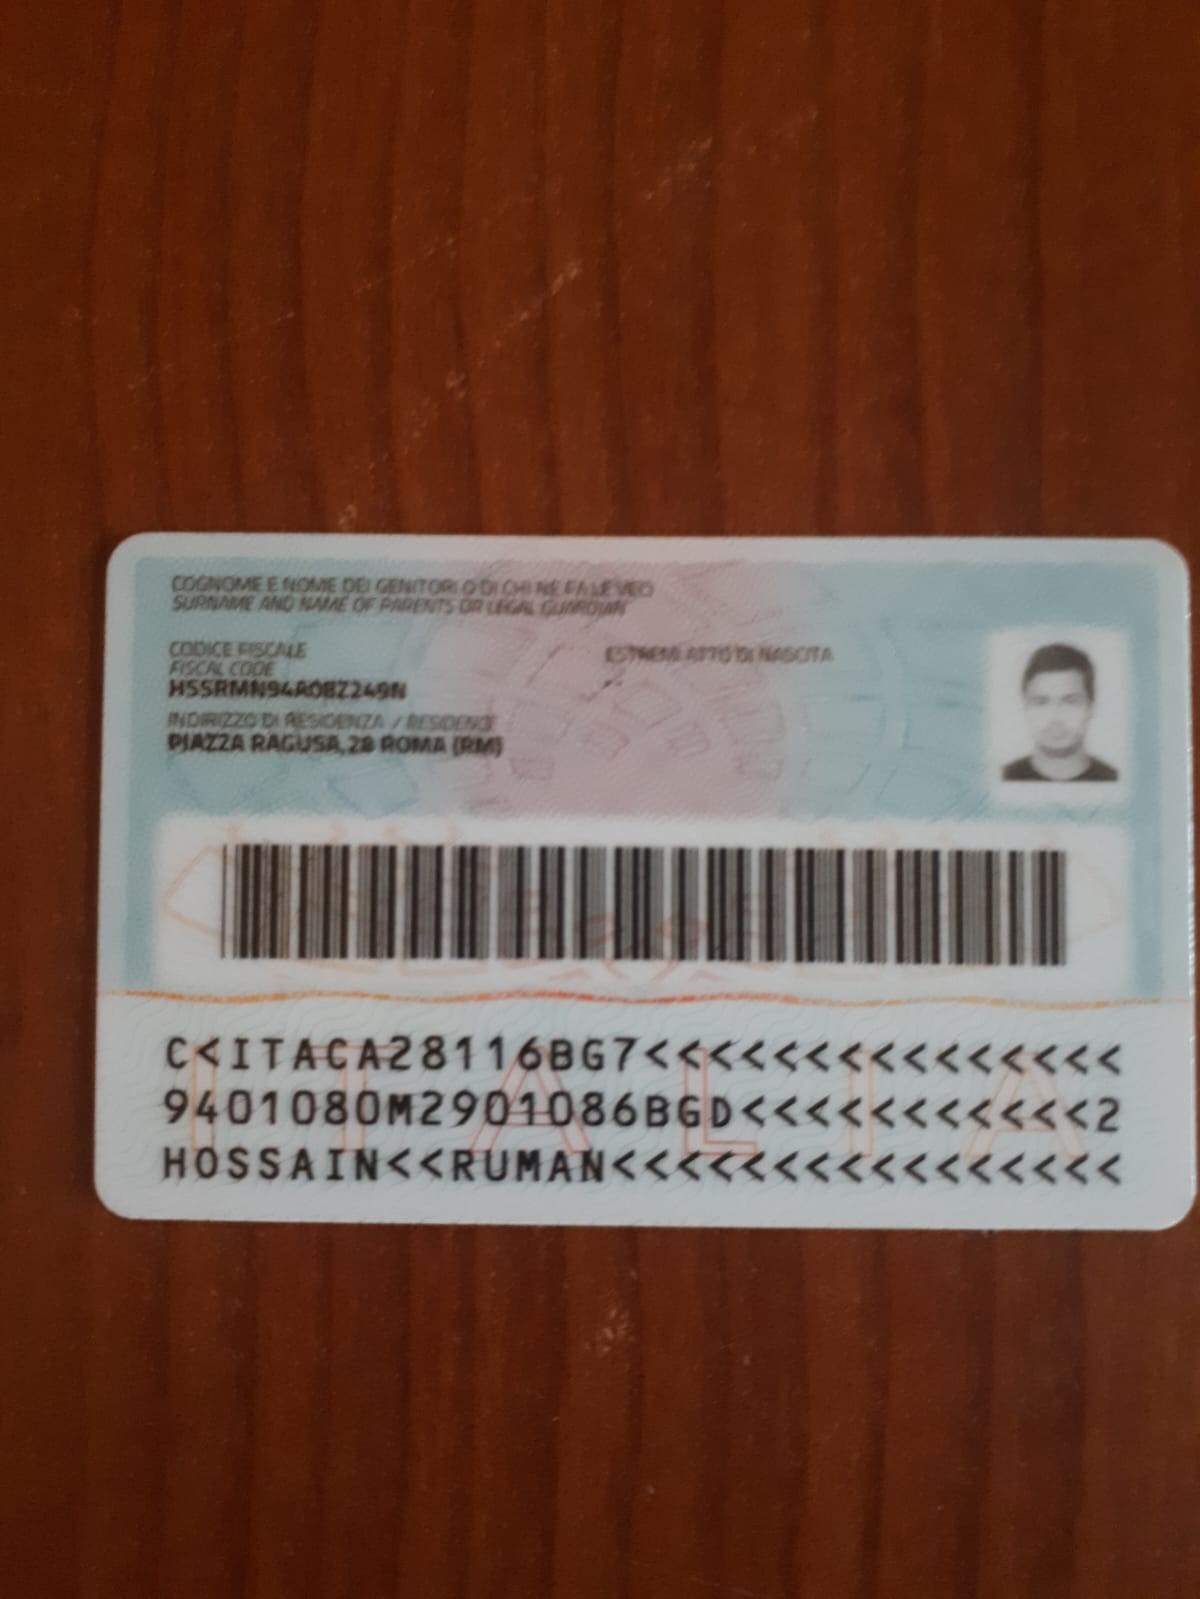 COGNOME E NOME DEI GENITORI O DI CHI NE FA LE VECI
SURNAME AND NAME OF PARENTS OR LEGAL GUARDIAN
CODICE FISCALE
FISCAL CODE
HSSRMN94A08Z249N
ESTREMI ATTO DI NASCITA
INDIRIZZO DI RESIDENZA / RESIDENCE
PIAZZA RAGUSA, 28 ROMA (RM)
C<ITACA28116BG7<<<<<<<<<<<<<<<
9401080M2901086BGD<<<<<<<<<<<2
HOSSAIN<<RUMAN<<<<<<<<<<<<<<<<
ITALIA